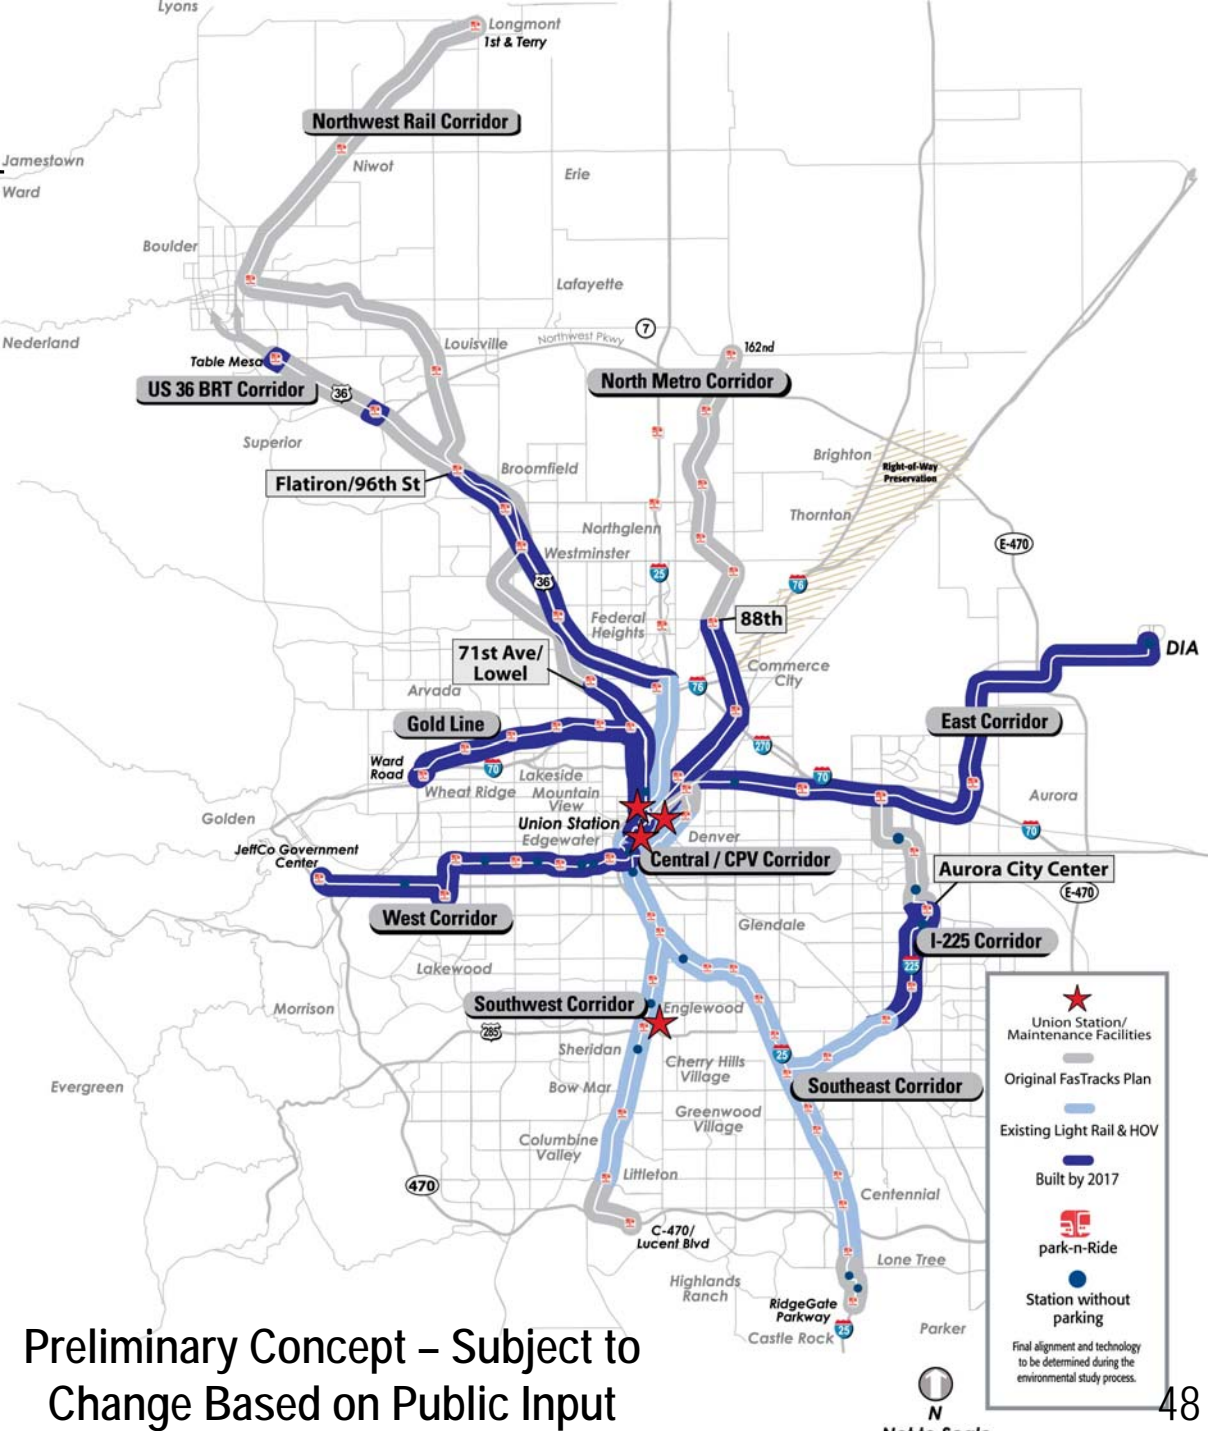 Lyons
Longmont
1st & Terry
Northwest Rail Corridor
Jamestown
Niwot
Erie
Ward
Boulder
Lafayette
7
Northwest Pkwy
Nederland
Louisville
162nd
Table Mesa
US 36 BRT Corridor
36
North Metro Corridor
Superior
Brighton
Right-of-Way
Preservation
Flatiron/96th St
Broomfield
Northglenn
Thornton
E-470
Westminster
25
76
36
Federal
Heights
88th
71st Ave/
Lowel
Commerce
City
DIA
Arvada
76
Gold Line
East Corridor
270
Ward
Road
70
Lakeside
70
Wheat Ridge
Mountain
View
Aurora
Golden
Union Station
Edgewater
Denver
70
JeffCo Government
Center
Central / CPV Corridor
Aurora City Center
E-470
West Corridor
Glendale
I-225 Corridor
225
Lakewood
Morrison
Southwest Corridor
Englewood
285
Sheridan
25
Cherry Hills
Village
Evergreen
Bow Mar
Southeast Corridor
Greenwood
Village
Columbine
Valley
Littleton
470
Centennial
C-470/
Lucent Blvd
Lone Tree
Highlands
Ranch
RidgeGate
Parkway
25
Castle Rock
Parker
Union Station/
Maintenance Facilities
Original FasTracks Plan
Existing Light Rail & HOV
Built by 2017
park-n-Ride
Station without
parking
Final alignment and technology
to be determined during the
environmental study process.
Preliminary Concept – Subject to
Change Based on Public Input
N
48